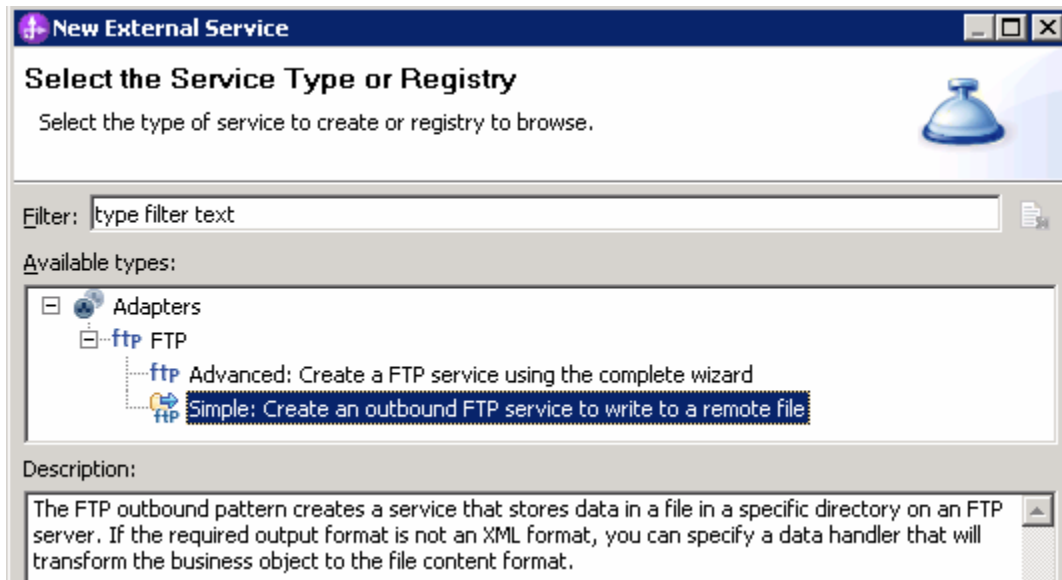 New External Service
Select the Service Type or Registry
Select the type of service to create or registry to browse.
Filter: type filter text
Available types:
Adapters
ftp FTP
ftp Advanced: Create a FTP service using the complete wizard
ftp Simple: Create an outbound FTP service to write to a remote file
Description:
The FTP outbound pattern creates a service that stores data in a file in a specific directory on an FTP
server. If the required output format is not an XML format, you can specify a data handler that will
transform the business object to the file content format.